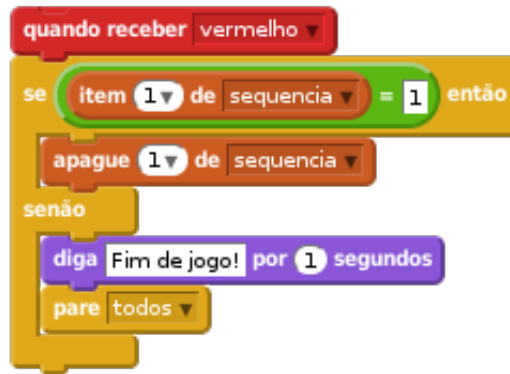 quando receber vermelho
se item 1 de sequencia = 1 então
apague 1 de sequencia
senão
diga Fim de jogo! por 1 segundos
pare todos